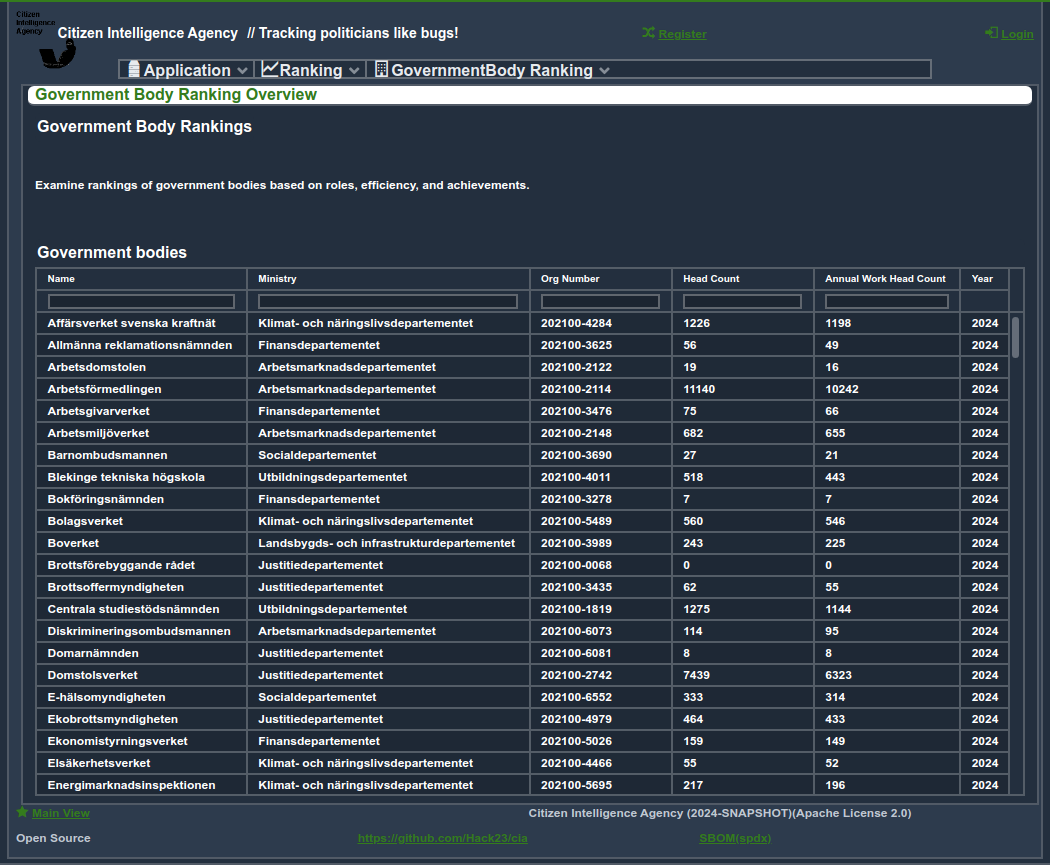 Citizen
Intelligence
Agency
Citizen Intelligence Agency // Tracking politicians like bugs!
Register
Login
Application Ranking GovernmentBody Ranking
Government Body Ranking Overview
Government Body Rankings
Examine rankings of government bodies based on roles, efficiency, and achievements.
Government bodies
Name Ministry Org Number Head Count Annual Work Head Count Year
Affärsverket svenska kraftnät Klimat- och näringslivsdepartementet 202100-4284 1226 1198 2024
Allmänna reklamationsnämnden Finansdepartementet 202100-3625 56 49 2024
Arbetsdomstolen Arbetsmarknadsdepartementet 202100-2122 19 16 2024
Arbetsförmedlingen Arbetsmarknadsdepartementet 202100-2114 11140 10242 2024
Arbetsgivarverket Finansdepartementet 202100-3476 75 66 2024
Arbetsmiljöverket Arbetsmarknadsdepartementet 202100-2148 682 655 2024
Barnombudsmannen Socialdepartementet 202100-3690 27 21 2024
Blekinge tekniska högskola Utbildningsdepartementet 202100-4011 518 443 2024
Bokföringsnämnden Finansdepartementet 202100-3278 7 7 2024
Bolagsverket Klimat- och näringslivsdepartementet 202100-5489 560 546 2024
Boverket Landsbygds- och infrastrukturdepartementet 202100-3989 243 225 2024
Brottsförebyggande rådet Justitiedepartementet 202100-0068 0 0 2024
Brottsoffermyndigheten Justitiedepartementet 202100-3435 62 55 2024
Centrala studiestödsnämnden Utbildningsdepartementet 202100-1819 1275 1144 2024
Diskrimineringsombudsmannen Arbetsmarknadsdepartementet 202100-6073 114 95 2024
Domarnämnden Justitiedepartementet 202100-6081 8 8 2024
Domstolsverket Justitiedepartementet 202100-2742 7439 6323 2024
E-hälsomyndigheten Socialdepartementet 202100-6552 333 314 2024
Ekobrottsmyndigheten Justitiedepartementet 202100-4979 464 433 2024
Ekonomistyrningsverket Finansdepartementet 202100-5026 159 149 2024
Elsäkerhetsverket Klimat- och näringslivsdepartementet 202100-4466 55 52 2024
Energimarknadsinspektionen Klimat- och näringslivsdepartementet 202100-5695 217 196 2024
Main View Citizen Intelligence Agency (2024-SNAPSHOT)(Apache License 2.0)
Open Source https://github.com/Hack23/cia SBOM(spdx)